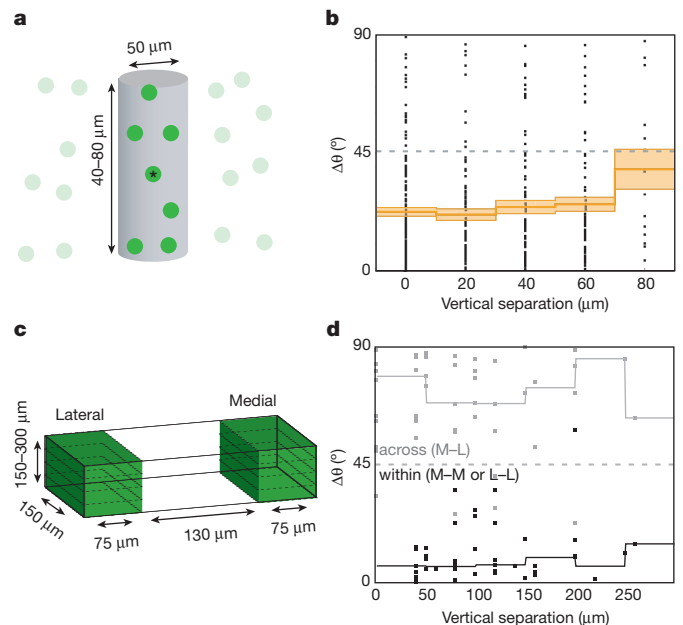 a
50 μm
40–80 μm
*
b
90
45
0
Δθ (°)
0 20 40 60 80
Vertical separation (μm)
c
Lateral
Medial
150–300 μm
150 μm
75 μm
130 μm
75 μm
d
90
45
0
Δθ (°)
across (M–L)
within (M–M or L–L)
0 50 100 150 200 250
Vertical separation (μm)